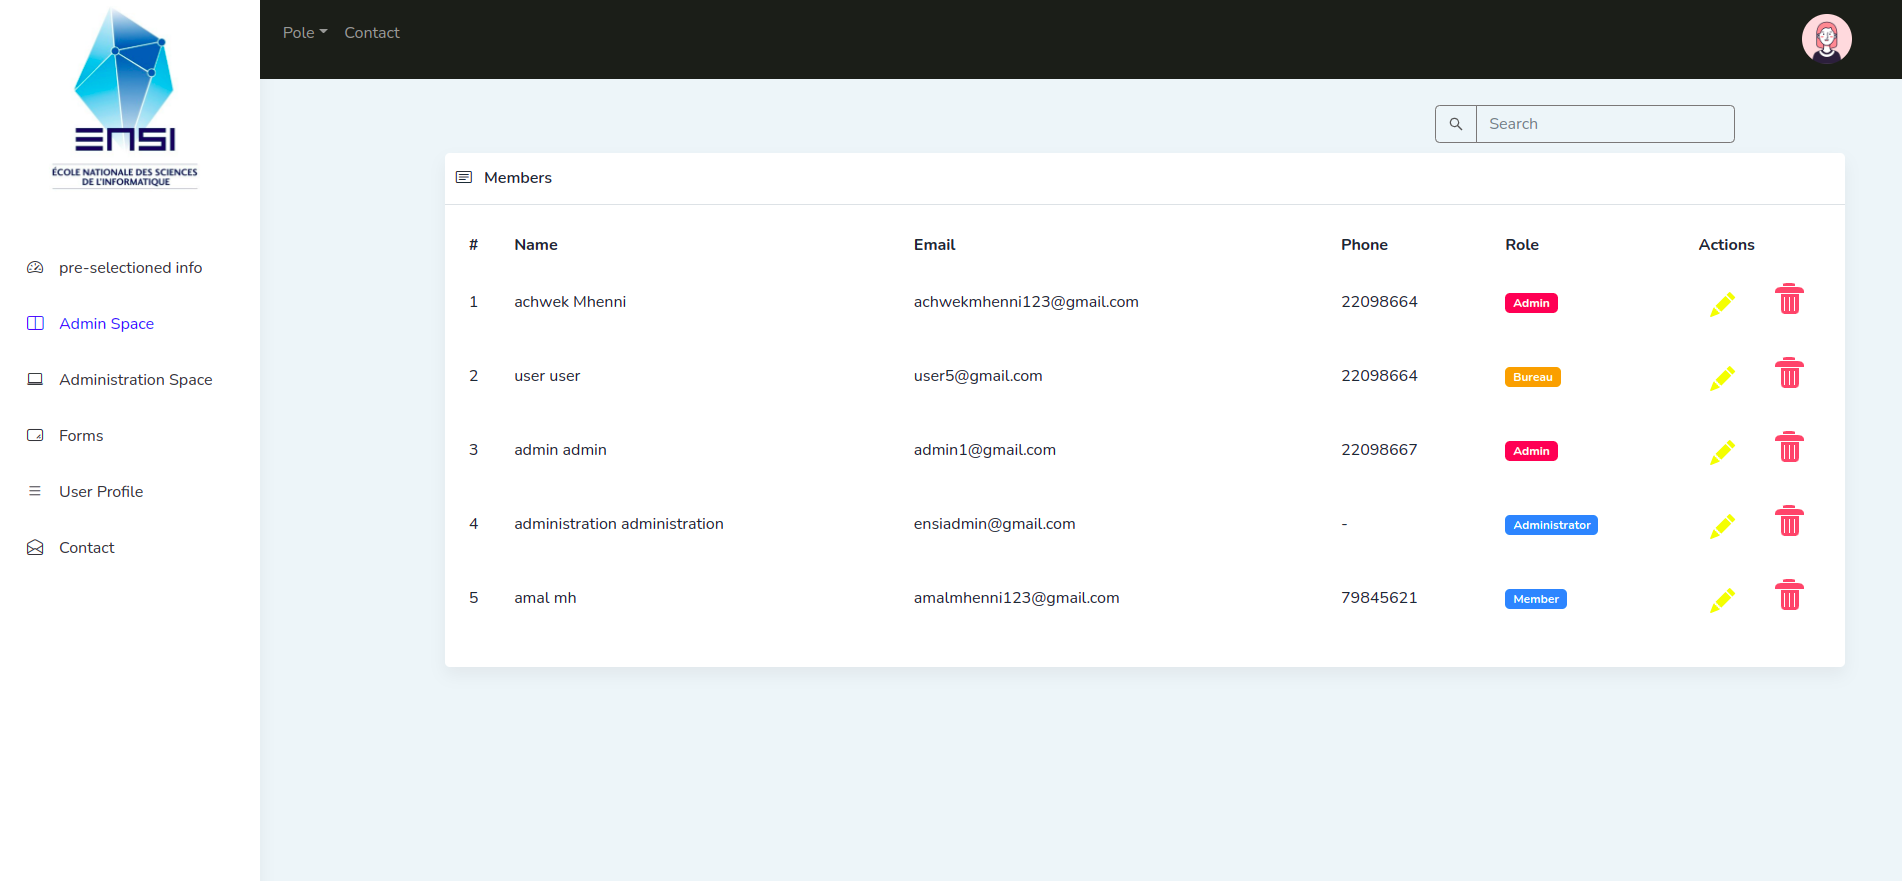 ENSI
ÉCOLE NATIONALE DES SCIENCES
DE L'INFORMATIQUE
pre-selectioned info
Admin Space
Administration Space
Forms
User Profile
Contact
Pole Contact
Search
Members
# Name Email Phone Role Actions
1 achwek Mhenni achwekmhenni123@gmail.com 22098664 Admin
2 user user user5@gmail.com 22098664 Bureau
3 admin admin admin1@gmail.com 22098667 Admin
4 administration administration ensiadmin@gmail.com - Administrator
5 amal mh amalmhenni123@gmail.com 79845621 Member